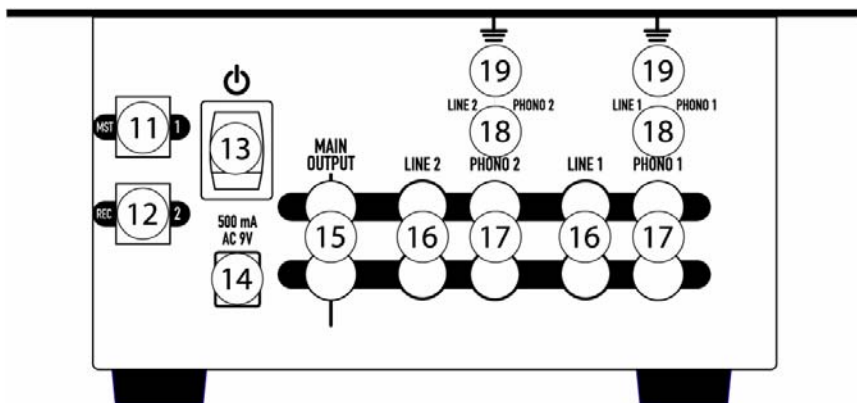 19 19
LINE 2 PHONO 2 LINE 1 PHONO 1
MST 11 1 13 18 18
MAIN OUTPUT LINE 2 PHONO 2 LINE 1 PHONO 1
REC 12 2
500 mA
AC 9V
14 15 16 17 16 17